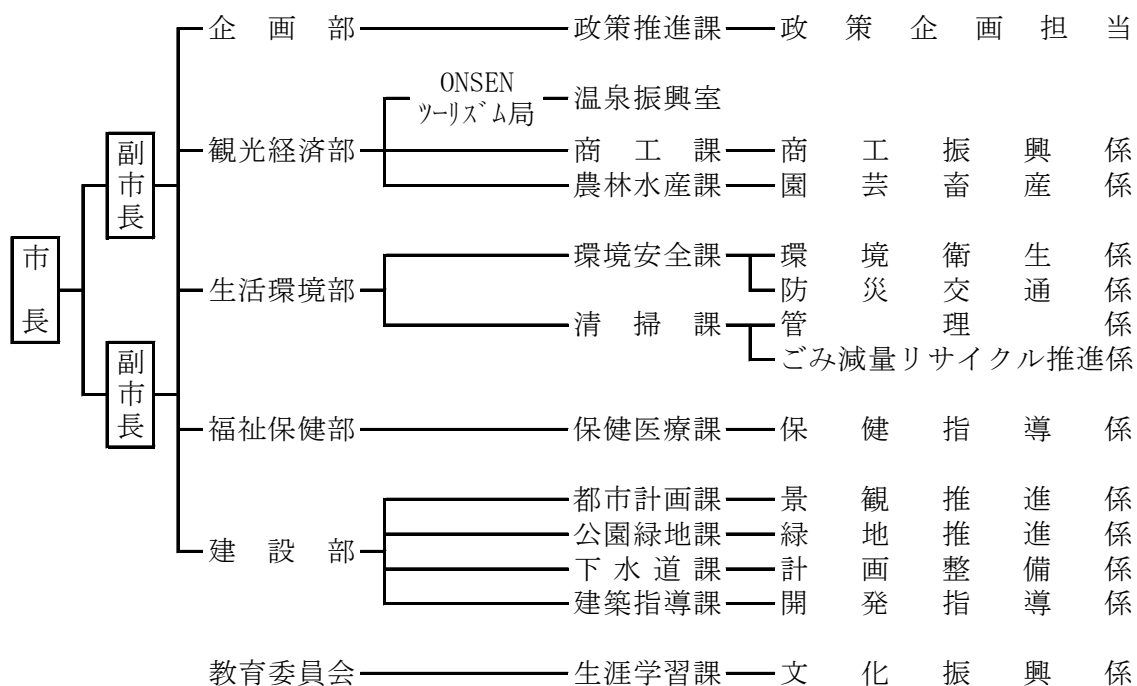 企画部 政策推進課 政策企画担当
ONSENツーリズム局 温泉振興室
観光経済部 商工課 商工振興係
農林水産課 園芸畜産係
副市長
市長
環境安全課 環境衛生係
生活環境部 防災交通係
清掃課 管理係
ごみ減量リサイクル推進係
副市長
福祉保健部 保健医療課 保健指導係
都市計画課 景観推進係
公園緑地課 緑地推進係
建設部
下水道課 計画整備係
建築指導課 開発指導係
教育委員会 生涯学習課 文化振興係